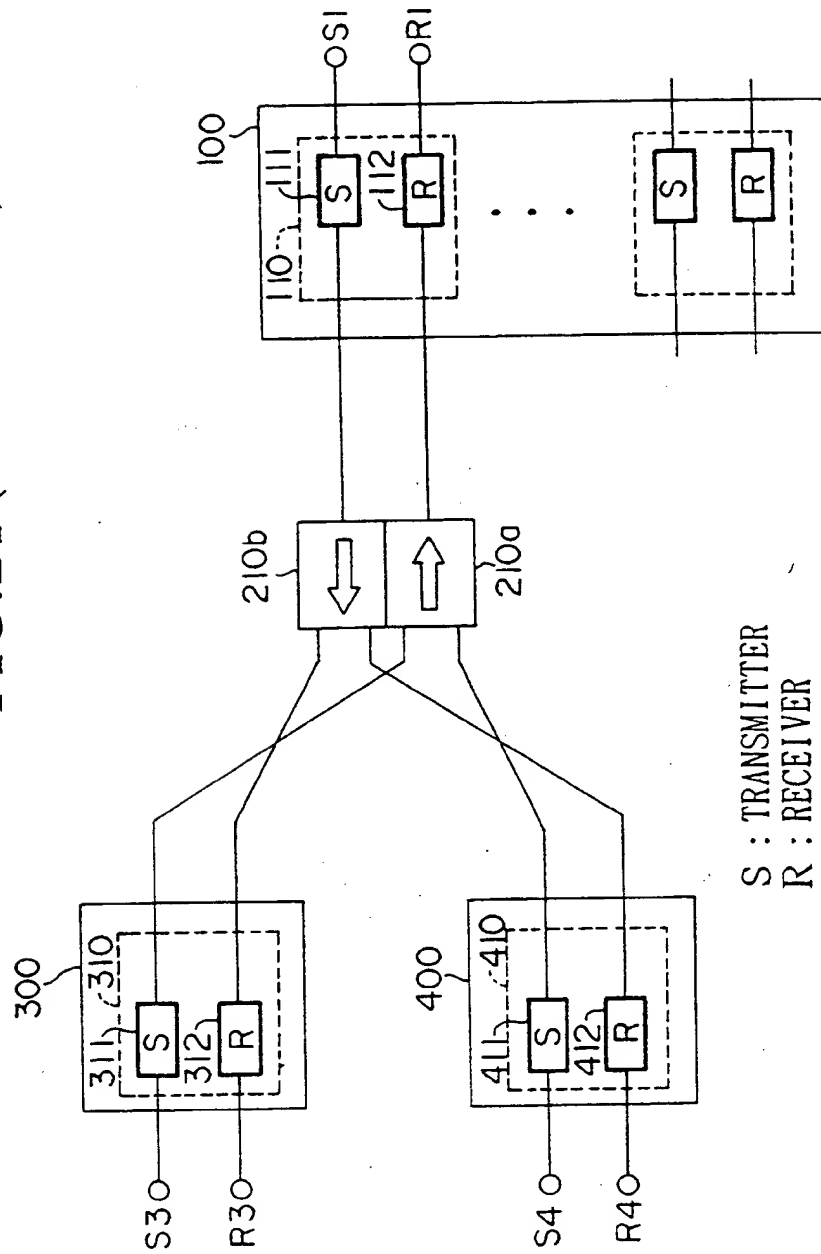 300
311
310
S
312
R
S3
R3
400
411
410
S
412
R
S4
R4
210b
210a
100
110
111
S
112
R
S1
R1
. . .
S
R
S : TRANSMITTER
R : RECEIVER